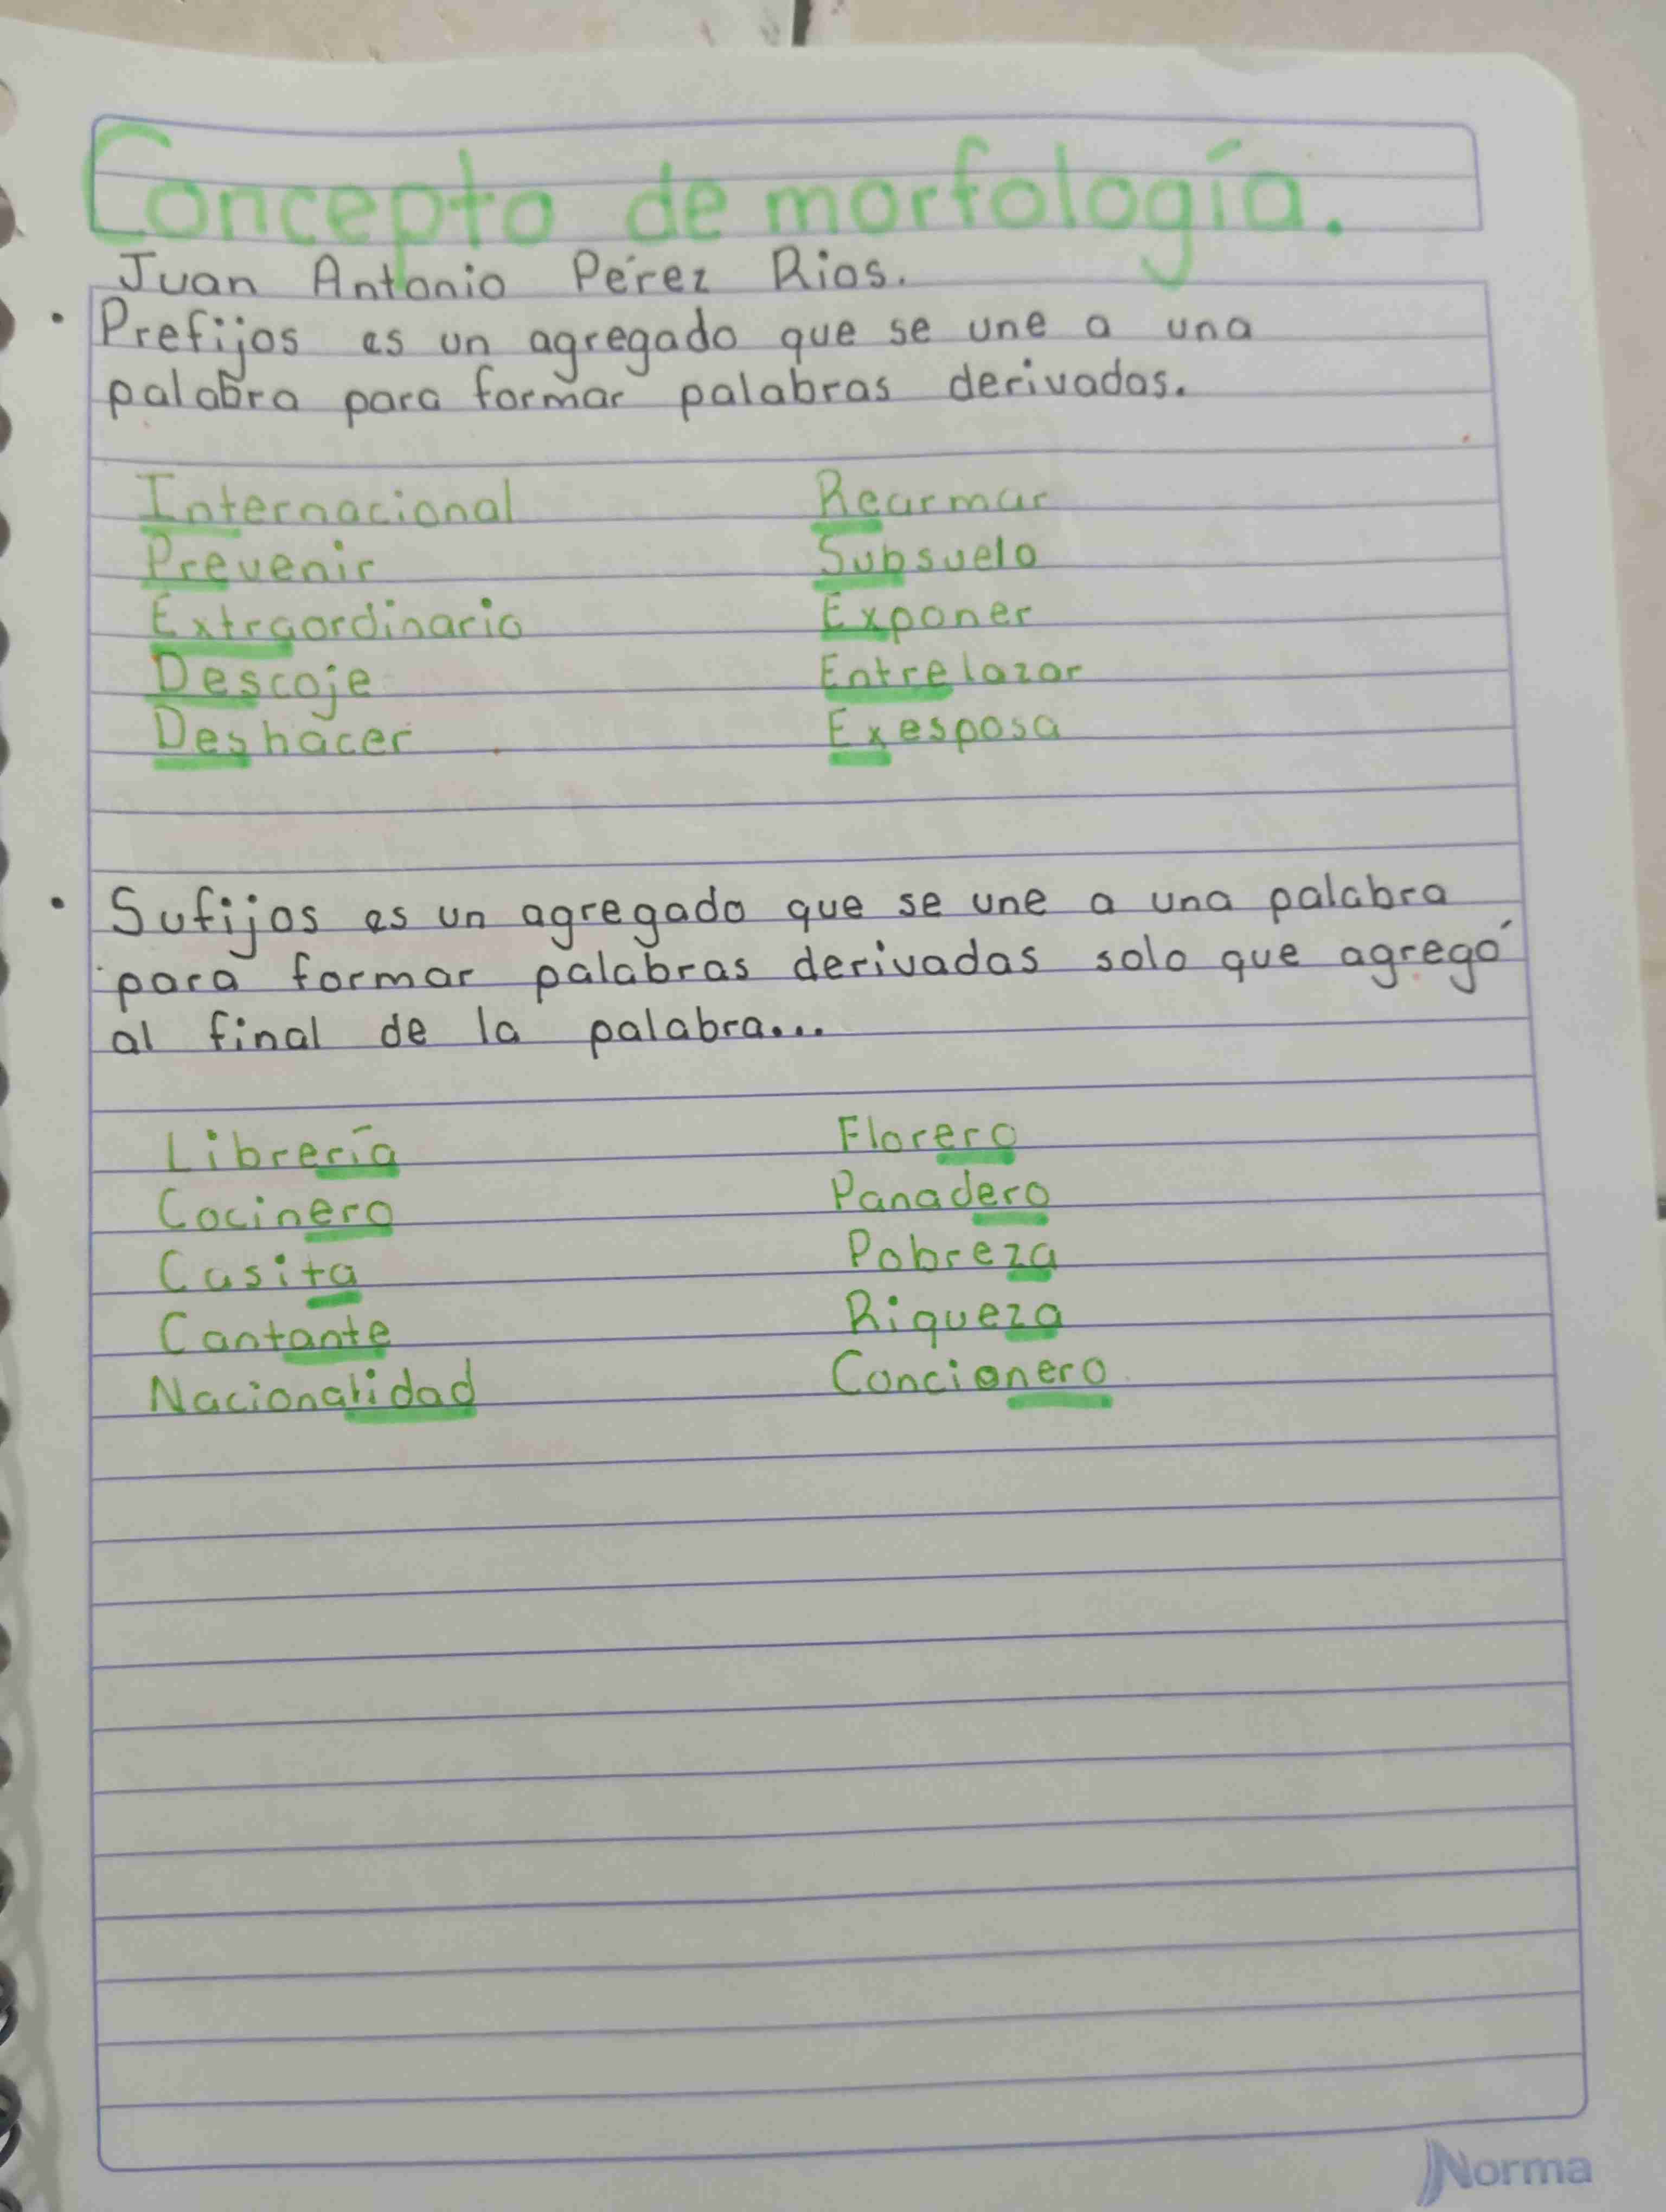 Concepto de morfología.
Juan Antonio Pérez Rios.
• Prefijos es un agregado que se une a una
palabra para formar palabras derivadas.
Internacional Rearmar
Prevenir Subsuelo
Extraordinario Exponer
Descoje Entrelazar
Deshacer Exesposa
• Sufijos es un agregado que se une a una palabra
para formar palabras derivadas solo que agregó
al final de la palabra...
Librería Florero
Cocinero Panadero
Casita Pobreza
Cantante Riqueza
Nacionalidad Cancionero
Norma